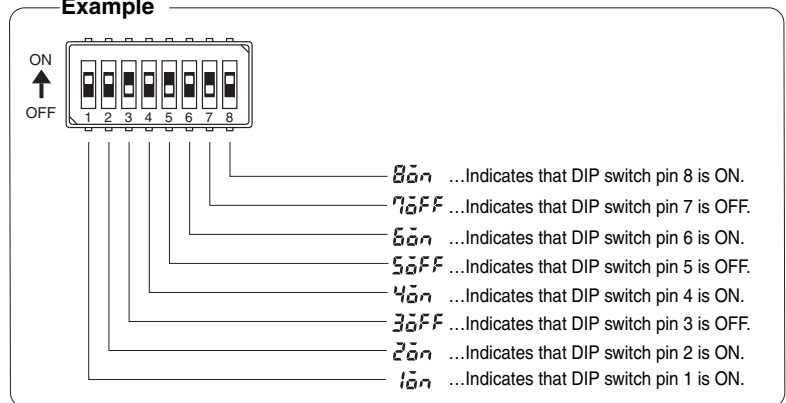 Example
ON
OFF
1 2 3 4 5 6 7 8
8on …Indicates that DIP switch pin 8 is ON.
7oFF …Indicates that DIP switch pin 7 is OFF.
6on …Indicates that DIP switch pin 6 is ON.
5oFF …Indicates that DIP switch pin 5 is OFF.
4on …Indicates that DIP switch pin 4 is ON.
3oFF …Indicates that DIP switch pin 3 is OFF.
2on …Indicates that DIP switch pin 2 is ON.
1on …Indicates that DIP switch pin 1 is ON.